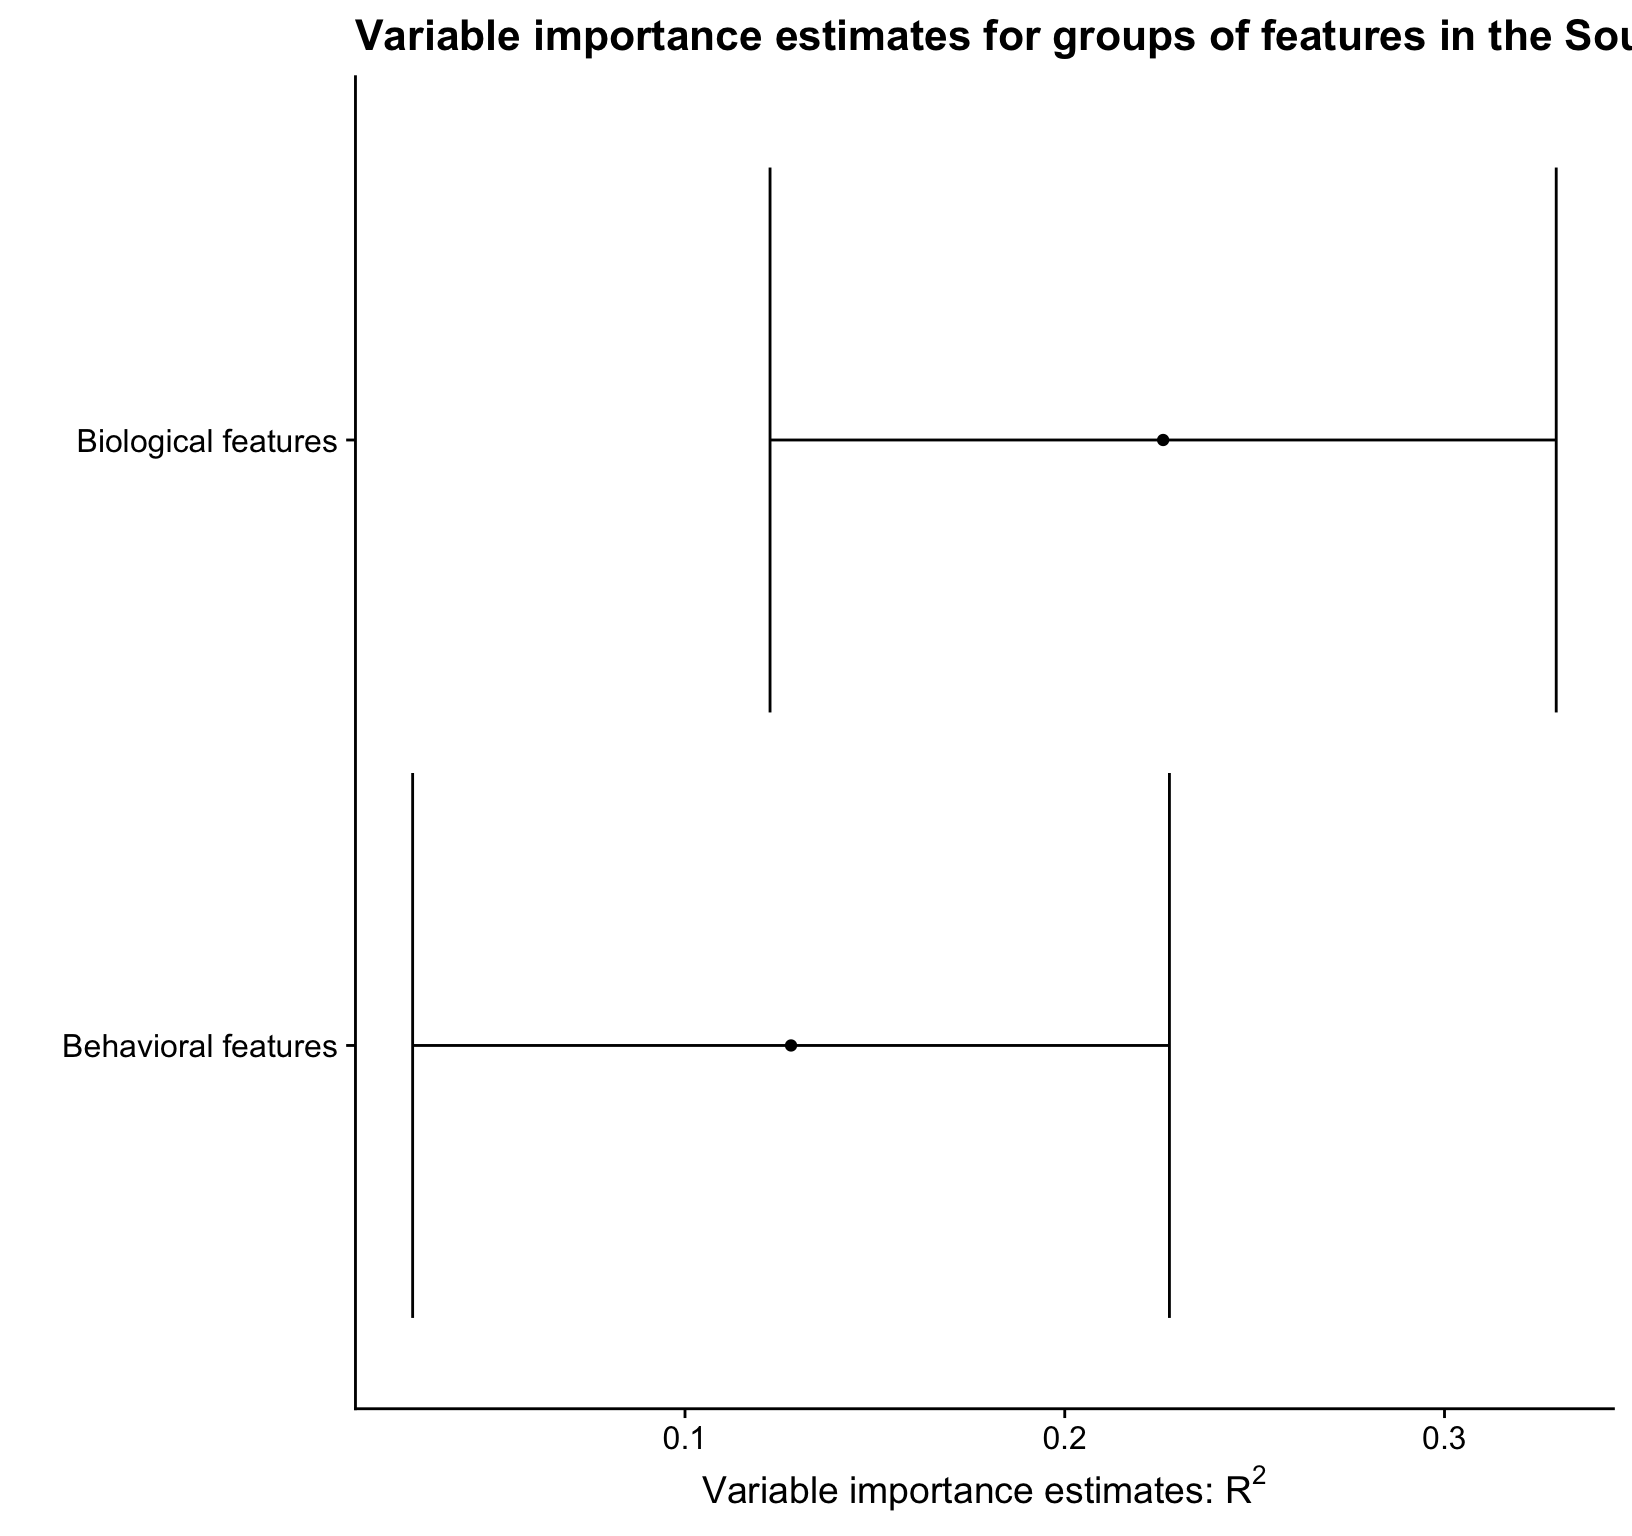 Variable importance estimates for groups of features in the Sou
Biological features
Behavioral features
0.1 0.2 0.3
Variable importance estimates: R²